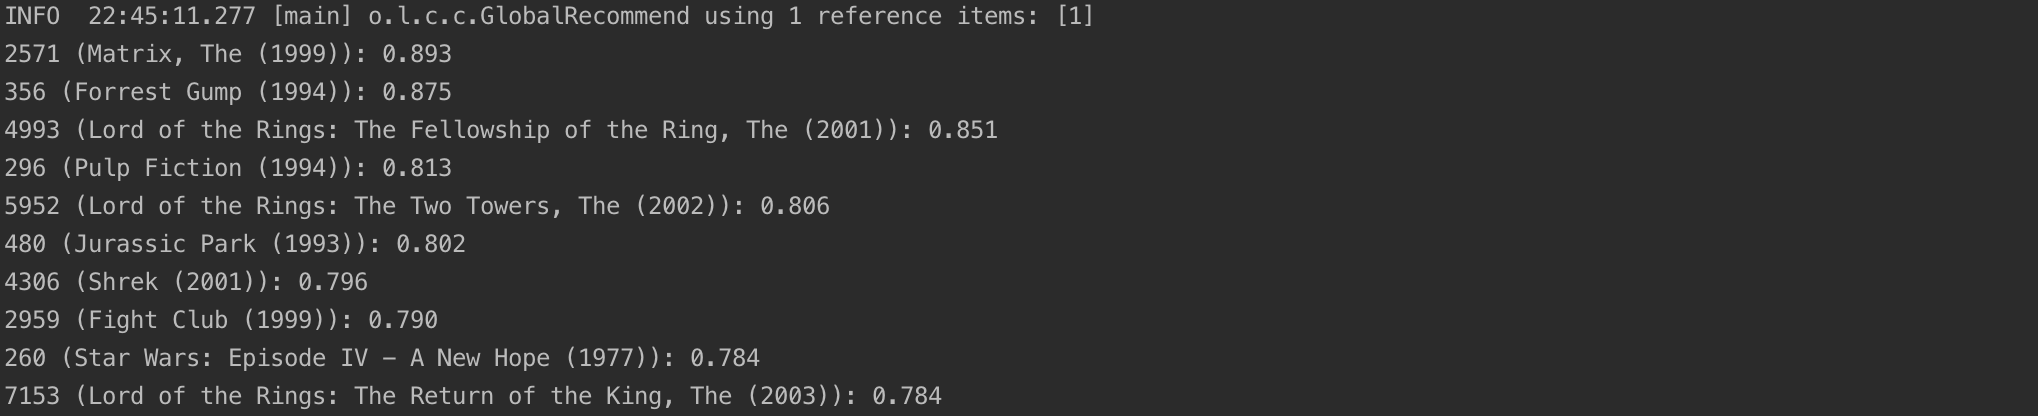 INFO  22:45:11.277 [main] o.l.c.c.GlobalRecommend using 1 reference items: [1]
2571 (Matrix, The (1999)): 0.893
356 (Forrest Gump (1994)): 0.875
4993 (Lord of the Rings: The Fellowship of the Ring, The (2001)): 0.851
296 (Pulp Fiction (1994)): 0.813
5952 (Lord of the Rings: The Two Towers, The (2002)): 0.806
480 (Jurassic Park (1993)): 0.802
4306 (Shrek (2001)): 0.796
2959 (Fight Club (1999)): 0.790
260 (Star Wars: Episode IV – A New Hope (1977)): 0.784
7153 (Lord of the Rings: The Return of the King, The (2003)): 0.784